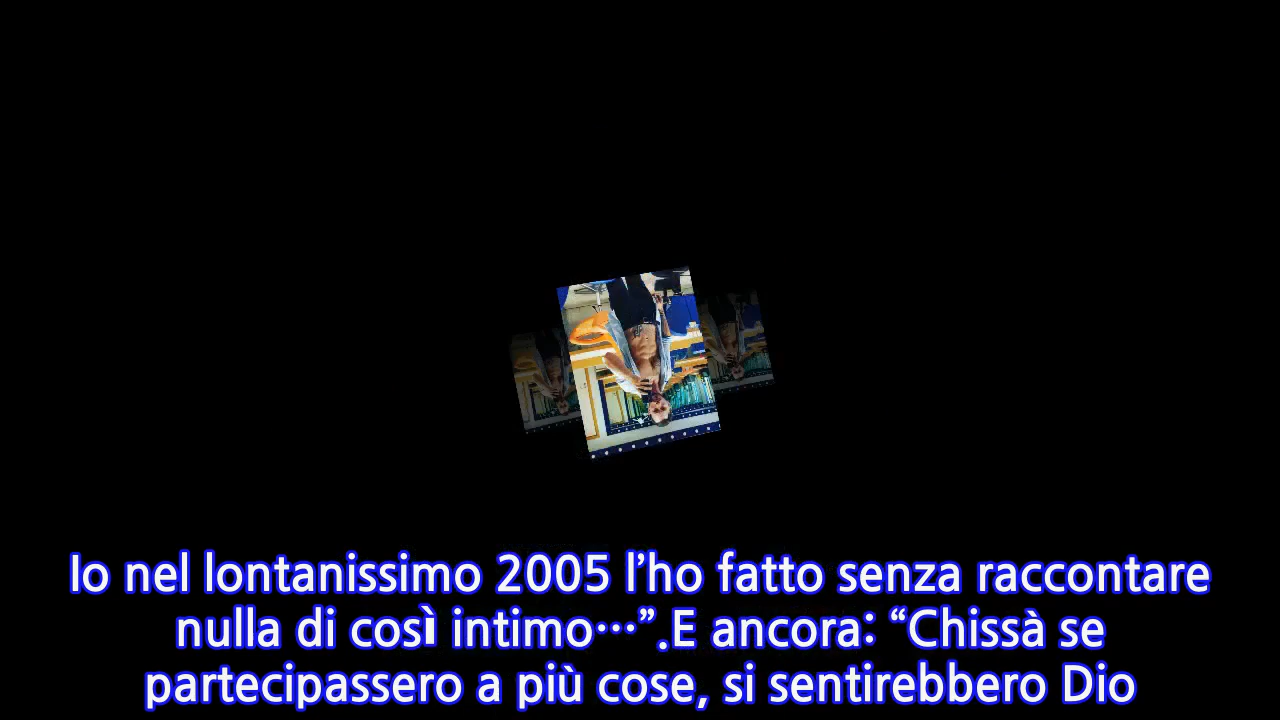 Io nel lontanissimo 2005 l’ho fatto senza raccontare
nulla di così intimo…”.E ancora: “Chissà se
partecipassero a più cose, si sentirebbero Dio